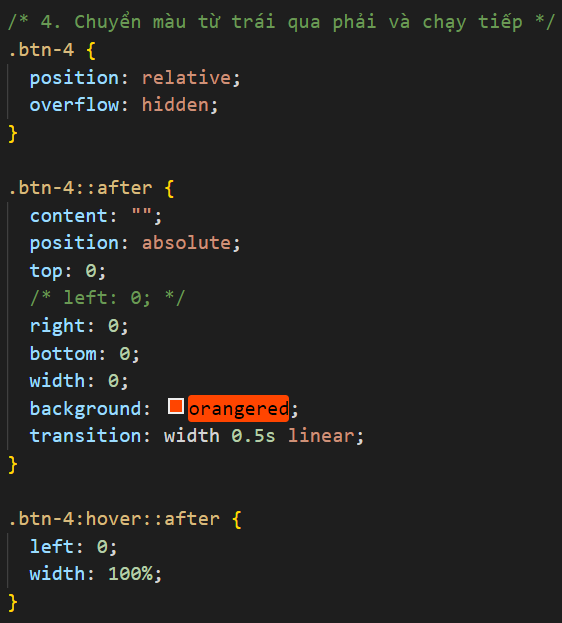 /* 4. Chuyển màu từ trái qua phải và chạy tiếp */
.btn-4 {
  position: relative;
  overflow: hidden;
}

.btn-4::after {
  content: "";
  position: absolute;
  top: 0;
  /* left: 0; */
  right: 0;
  bottom: 0;
  width: 0;
  background: orangered;
  transition: width 0.5s linear;
}

.btn-4:hover::after {
  left: 0;
  width: 100%;
}